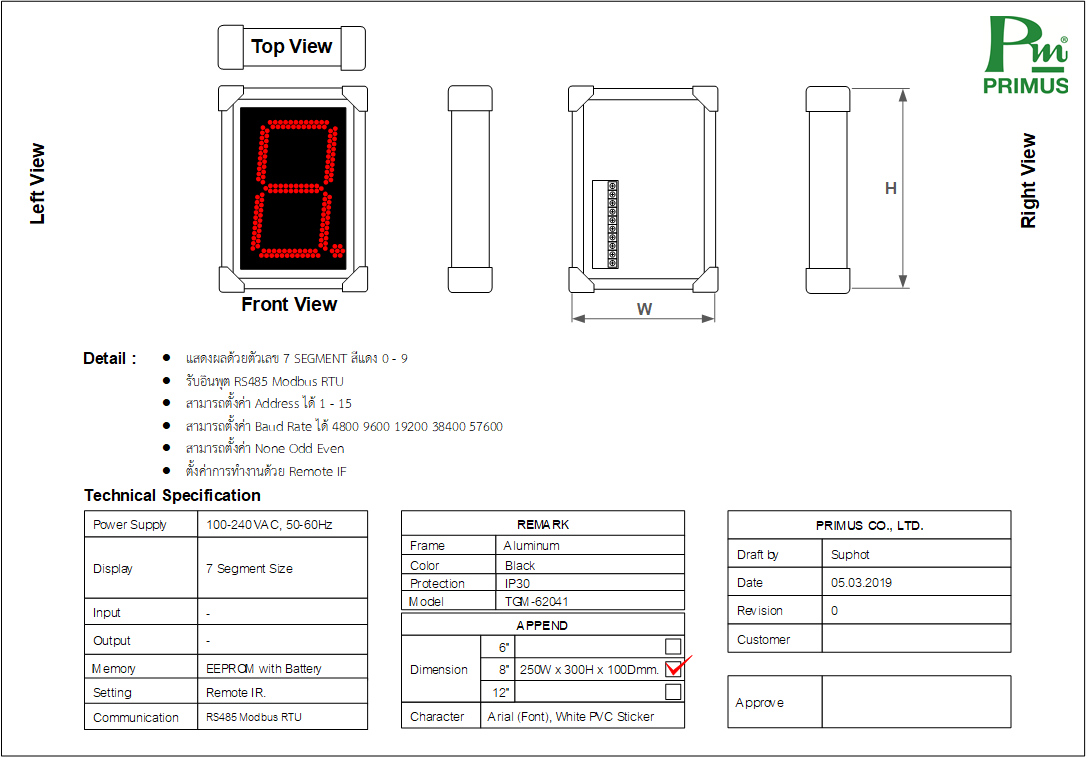 Top View
Pm®
PRIMUS
Left View
Right View
H
W
Front View
Detail :
● แสดงผลด้วยตัวเลข 7 SEGMENT สีแดง 0 - 9
● รับอินพุต RS485 Modbus RTU
● สามารถตั้งค่า Address ได้ 1 - 15
● สามารถตั้งค่า Baud Rate ได้ 4800 9600 19200 38400 57600
● สามารถตั้งค่า None Odd Even
● ตั้งค่าการทำงานด้วย Remote IF
Technical Specification
Power Supply 100-240VAC, 50-60Hz
Display 7 Segment Size
Input -
Output -
Memory EEPROM with Battery
Setting Remote IR.
Communication RS485 Modbus RTU
REMARK
Frame Aluminum
Color Black
Protection IP30
Model TGM-62041
APPEND
Dimension
6"
8" 250W x 300H x 100Dmm.
12"
Character Arial (Font), White PVC Sticker
PRIMUS CO., LTD.
Draft by Suphot
Date 05.03.2019
Revision 0
Customer
Approve